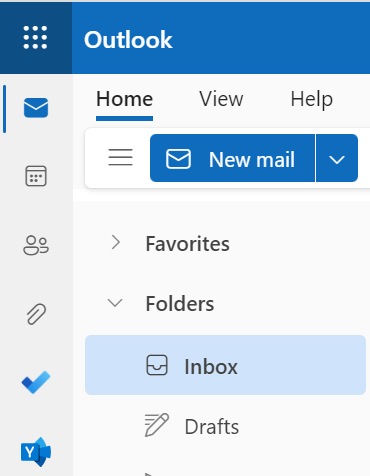 Outlook
Home View Help
New mail
Favorites
Folders
Inbox
Drafts